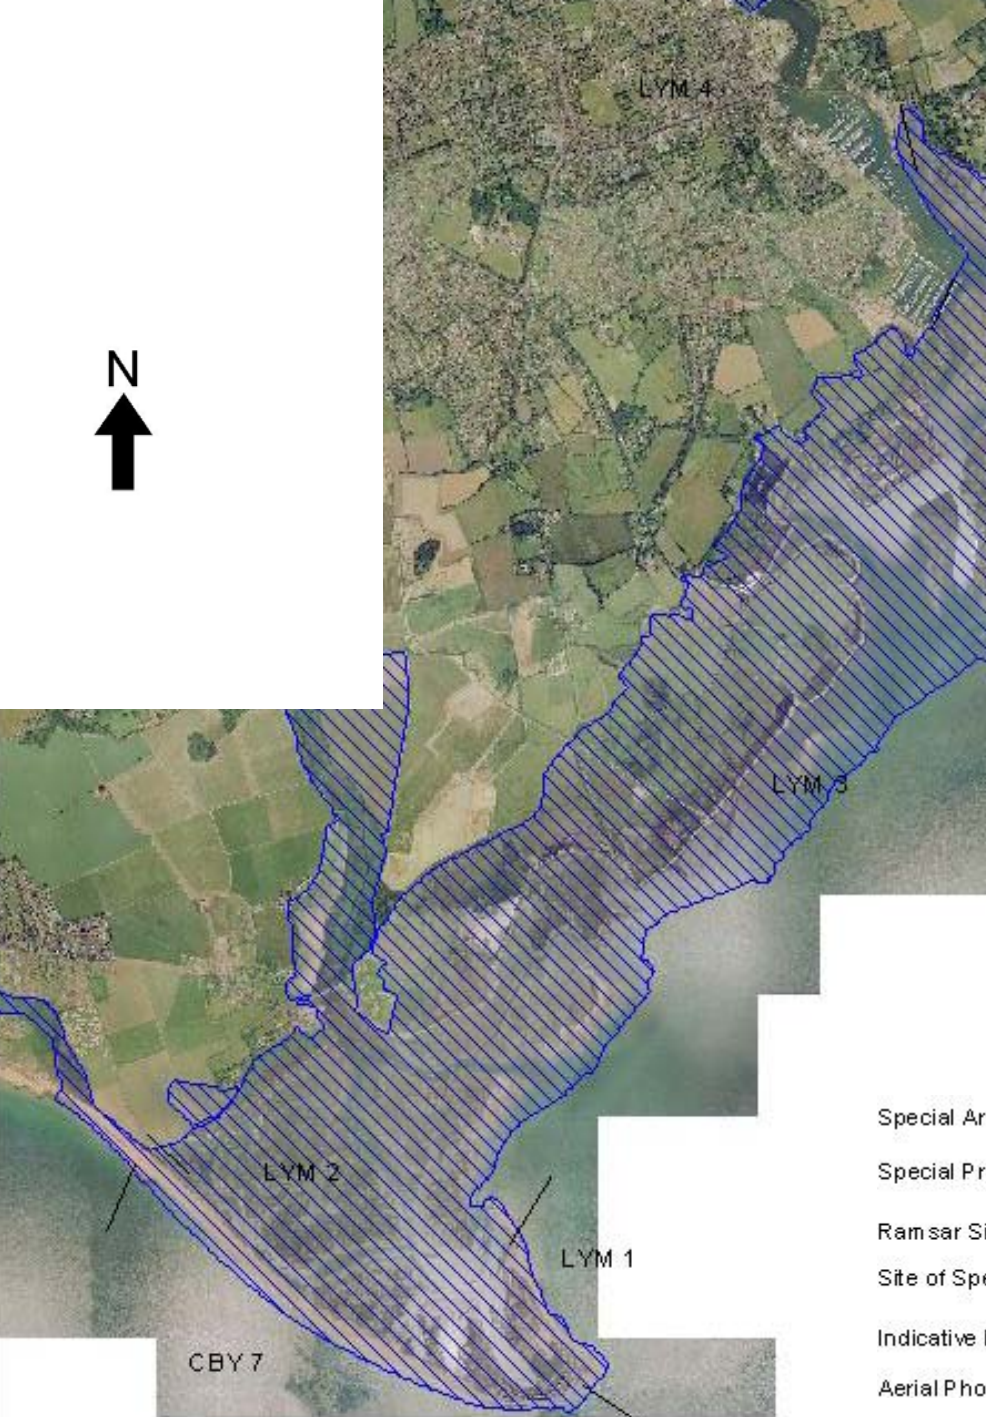 LYM 4
N
LYM 3
LYM 2
LYM 1
CBY 7
Special Ar
Special Pr
Ramsar Si
Site of Spe
Indicative
Aerial Pho